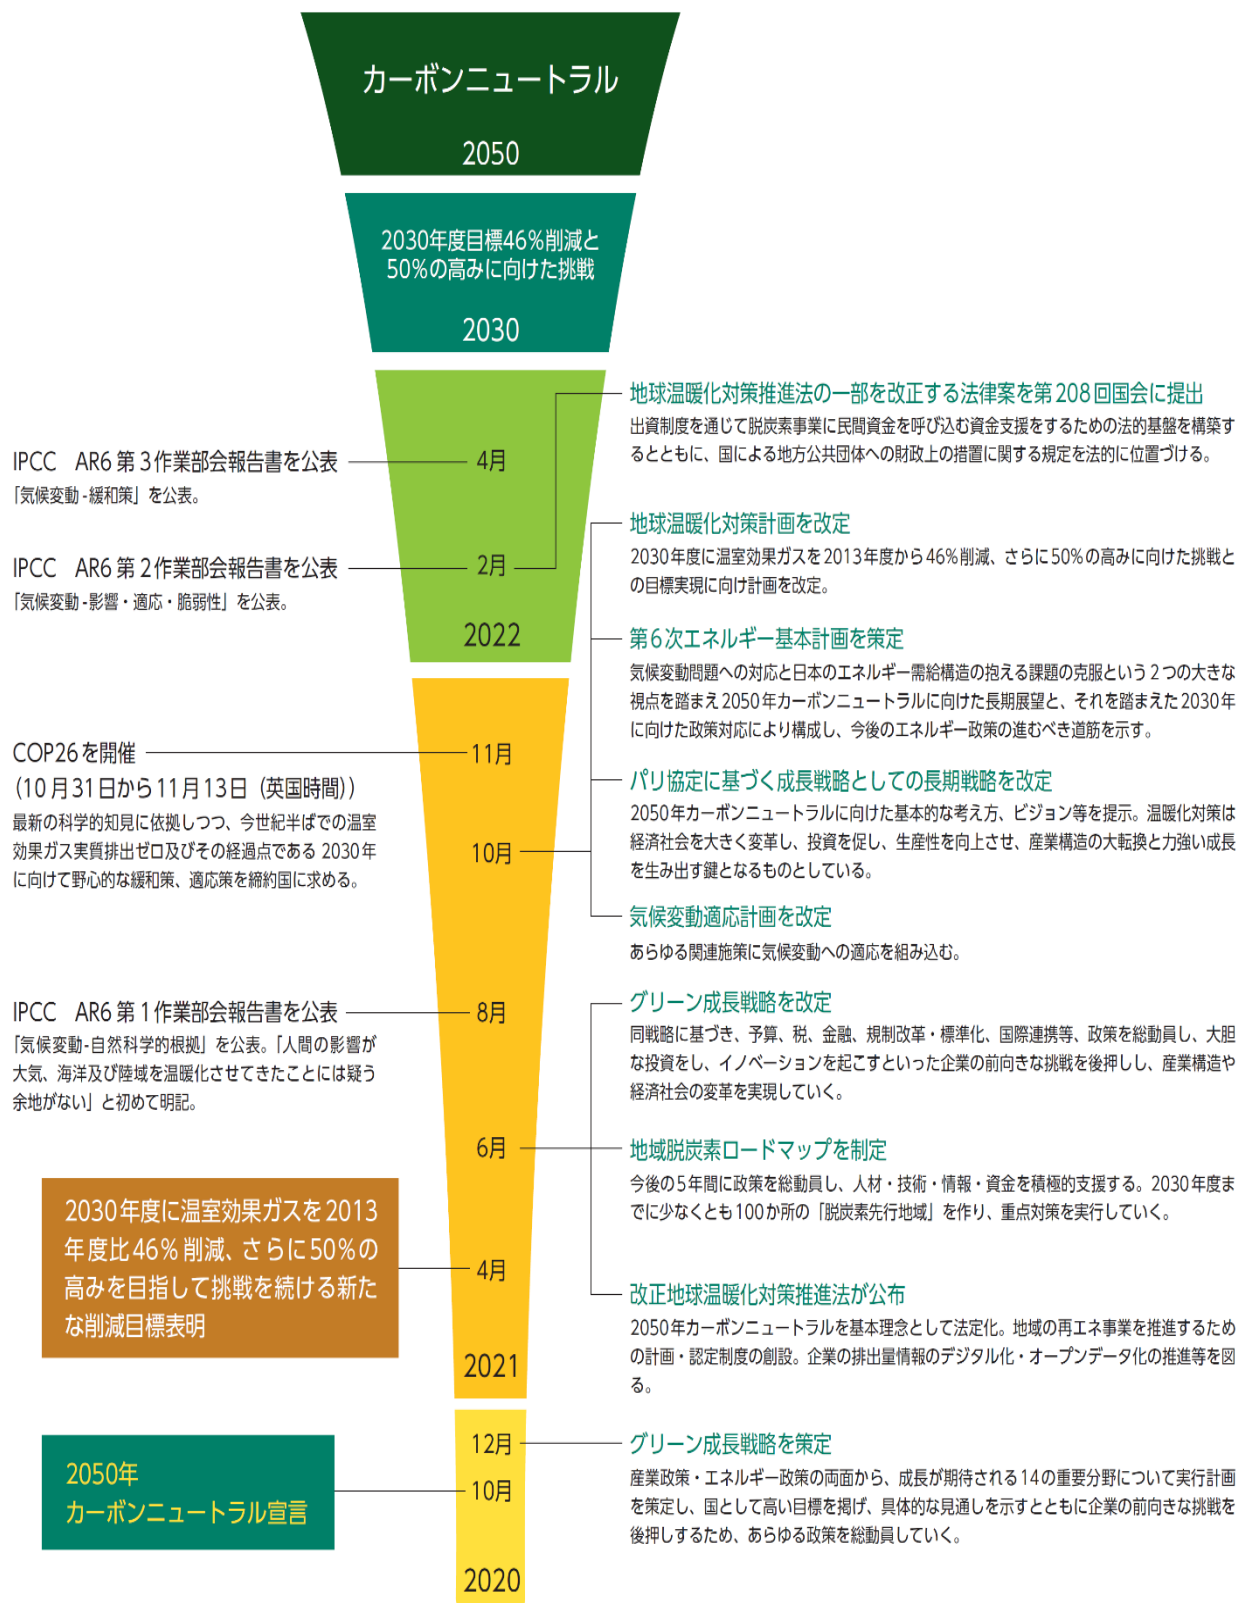 カーボンニュートラル
2050
2030年度目標46%削減と
50%の高みに向けた挑戦
2030
地球温暖化対策推進法の一部を改正する法律案を第208回国会に提出
出資制度を通じて脱炭素事業に民間資金を呼び込む資金支援をするための法的基盤を構築す
るとともに、国による地方公共団体への財政上の措置に関する規定を法的に位置づける。
IPCC AR6 第3作業部会報告書を公表
「気候変動-緩和策」を公表。
4月
地球温暖化対策計画を改定
2030年度に温室効果ガスを2013年度から46%削減、さらに50%の高みに向けた挑戦と
の目標実現に向け計画を改定。
IPCC AR6 第2作業部会報告書を公表
「気候変動-影響・適応・脆弱性」を公表。
2月
2022
第6次エネルギー基本計画を策定
気候変動問題への対応と日本のエネルギー需給構造の抱える課題の克服という2つの大きな
視点を踏まえ2050年カーボンニュートラルに向けた長期展望と、それを踏まえた2030年
に向けた政策対応により構成し、今後のエネルギー政策の進むべき道筋を示す。
COP26を開催
(10月31日から11月13日(英国時間))
最新の科学的知見に依拠しつつ、今世紀半ばでの温室
効果ガス実質排出ゼロ及びその経過点である 2030年
に向けて野心的な緩和策、適応策を締約国に求める。
11月
10月
パリ協定に基づく成長戦略としての長期戦略を改定
2050年カーボンニュートラルに向けた基本的な考え方、ビジョン等を提示。温暖化対策は
経済社会を大きく変革し、投資を促し、生産性を向上させ、産業構造の大転換と力強い成長
を生み出す鍵となるものとしている。
気候変動適応計画を改定
あらゆる関連施策に気候変動への適応を組み込む。
IPCC AR6 第1作業部会報告書を公表
「気候変動-自然科学的根拠」を公表。「人間の影響が
大気、海洋及び陸域を温暖化させてきたことには疑う
余地がない」と初めて明記。
8月
グリーン成長戦略を改定
同戦略に基づき、予算、税、金融、規制改革・標準化、国際連携等、政策を総動員し、大胆
な投資をし、イノベーションを起こすといった企業の前向きな挑戦を後押しし、産業構造や
経済社会の変革を実現していく。
6月
地域脱炭素ロードマップを制定
今後の5年間に政策を総動員し、人材・技術・情報・資金を積極的支援する。2030年度ま
でに少なくとも100か所の「脱炭素先行地域」を作り、重点対策を実行していく。
2030年度に温室効果ガスを2013
年度比46%削減、さらに50%の
高みを目指して挑戦を続ける新た
な削減目標表明
4月
2021
改正地球温暖化対策推進法が公布
2050年カーボンニュートラルを基本理念として法定化。地域の再エネ事業を推進するため
の計画・認定制度の創設。企業の排出量情報のデジタル化・オープンデータ化の推進等を図
る。
2050年
カーボンニュートラル宣言
12月
10月
2020
グリーン成長戦略を策定
産業政策・エネルギー政策の両面から、成長が期待される14の重要分野について実行計画
を策定し、国として高い目標を掲げ、具体的な見通しを示すとともに企業の前向きな挑戦を
後押しするため、あらゆる政策を総動員していく。